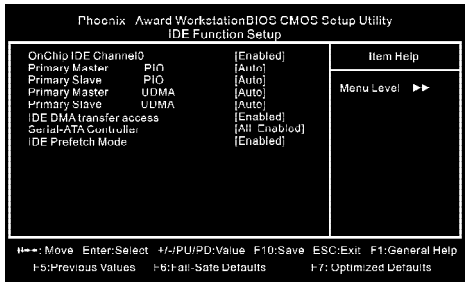 Phoenix - Award WorkstationBIOS CMOS Setup Utility
IDE Function Setup
OnChip IDE Channel0 [Enabled]
Primary Master PIO [Auto]
Primary Slave PIO [Auto]
Primary Master UDMA [Auto]
Primary Slave UDMA [Auto]
IDE DMA transfer access [Enabled]
Serial-ATA Controller [All Enabled]
IDE Prefetch Mode [Enabled]
Item Help
Menu Level ►►
↑↓→←: Move Enter:Select +/-/PU/PD:Value F10:Save ESC:Exit F1:General Help
F5:Previous Values F6:Fail-Safe Defaults F7: Optimized Defaults